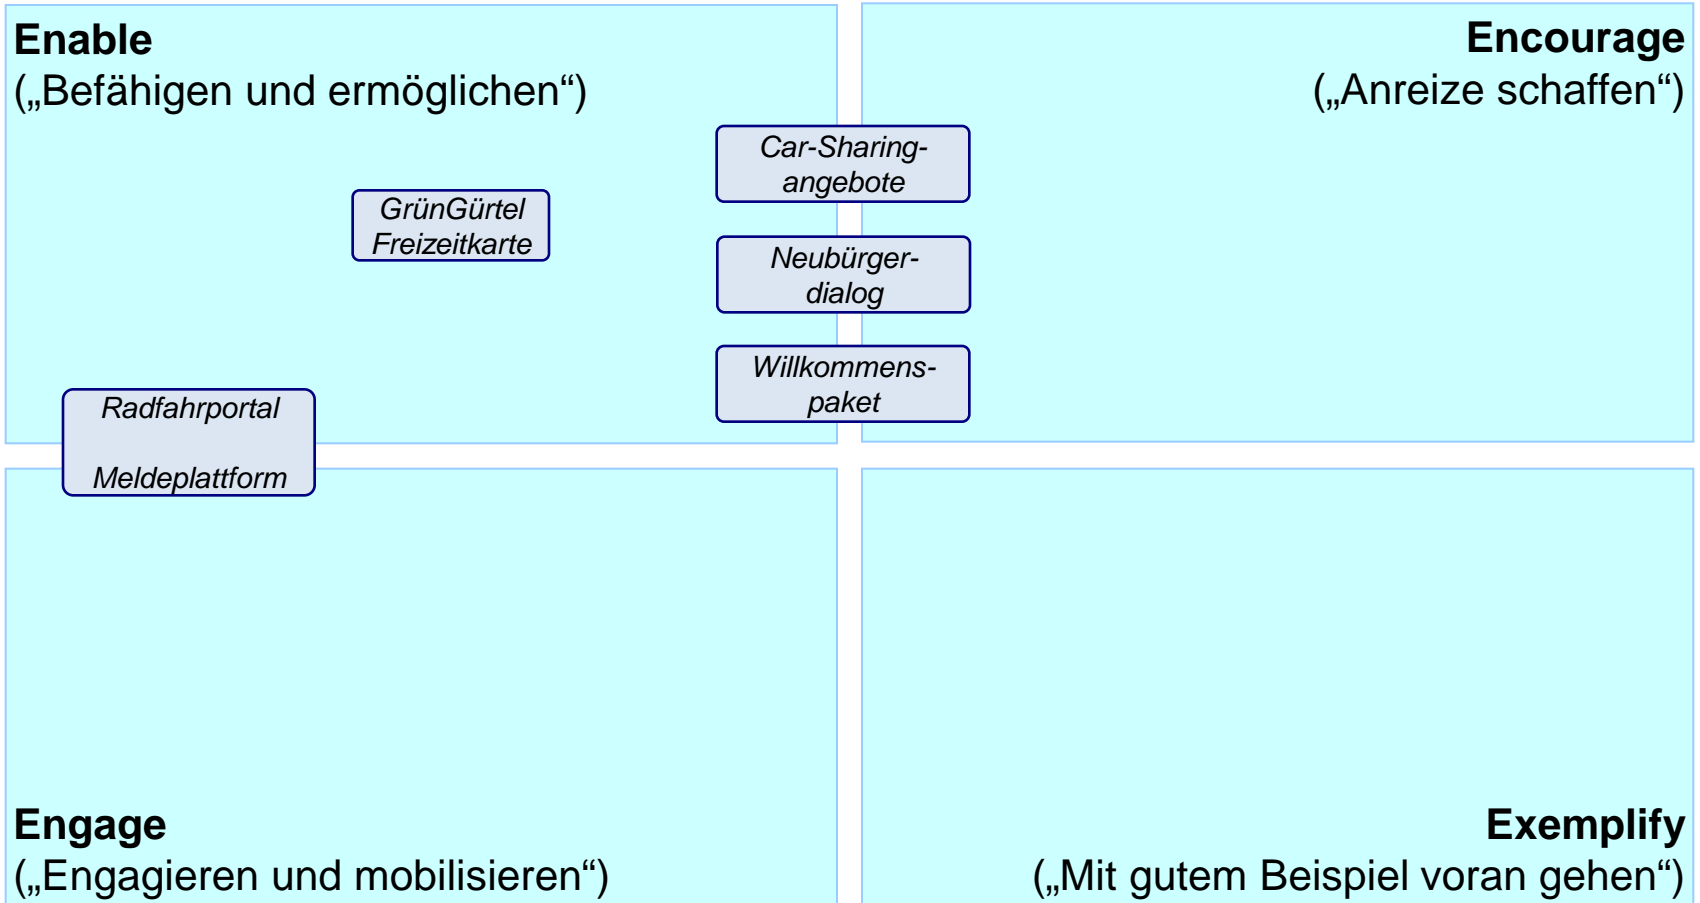 Enable
(„Befähigen und ermöglichen“)
Encourage
(„Anreize schaffen“)
Car-Sharing-
angebote
GrünGürtel
Freizeitkarte
Neubürger-
dialog
Willkommens-
paket
Radfahrportal
Meldeplattform
Engage
(„Engagieren und mobilisieren“)
Exemplify
(„Mit gutem Beispiel voran gehen“)